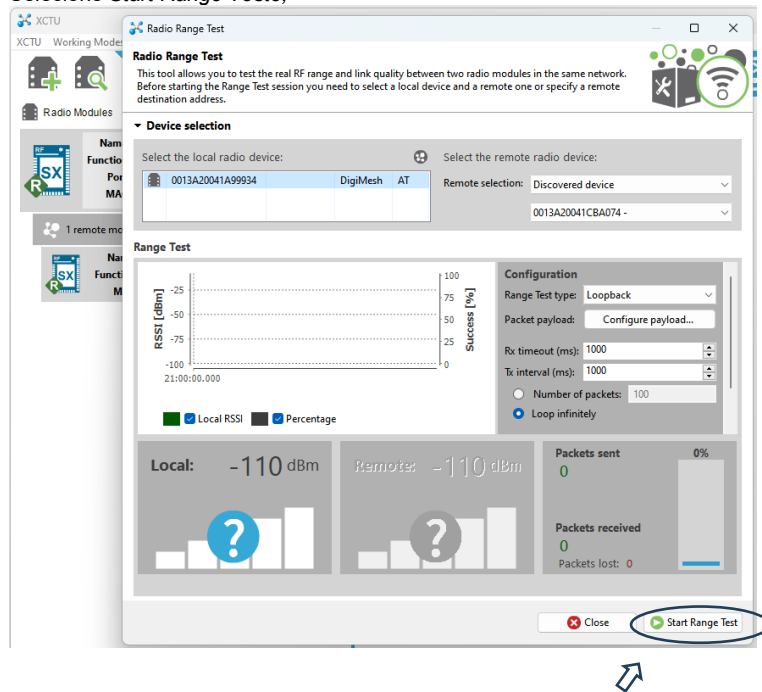 XCTU
XCTU Working Modes
Radio Modules
Nam
Functio
Por
MA
1 remote mo
Na
Functi
M
Radio Range Test
Radio Range Test
This tool allows you to test the real RF range and link quality between two radio modules in the same network.
Before starting the Range Test session you need to select a local device and a remote one or specify a remote
destination address.
Device selection
Select the local radio device:
0013A20041A99934 DigiMesh AT
Select the remote radio device:
Remote selection: Discovered device
0013A20041CBA074 -
Range Test
RSSI [dBm]
-25
-50
-75
-100
21:00:00.000
100
75
50
25
0
Success [%]
Local RSSI Percentage
Configuration
Range Test type: Loopback
Packet payload: Configure payload...
Rx timeout (ms): 1000
Tx interval (ms): 1000
Number of packets: 100
Loop infinitely
Local: -110 dBm
Remote: -110 dBm
Packets sent 0%
0
Packets received
0
Packets lost: 0
Close
Start Range Test